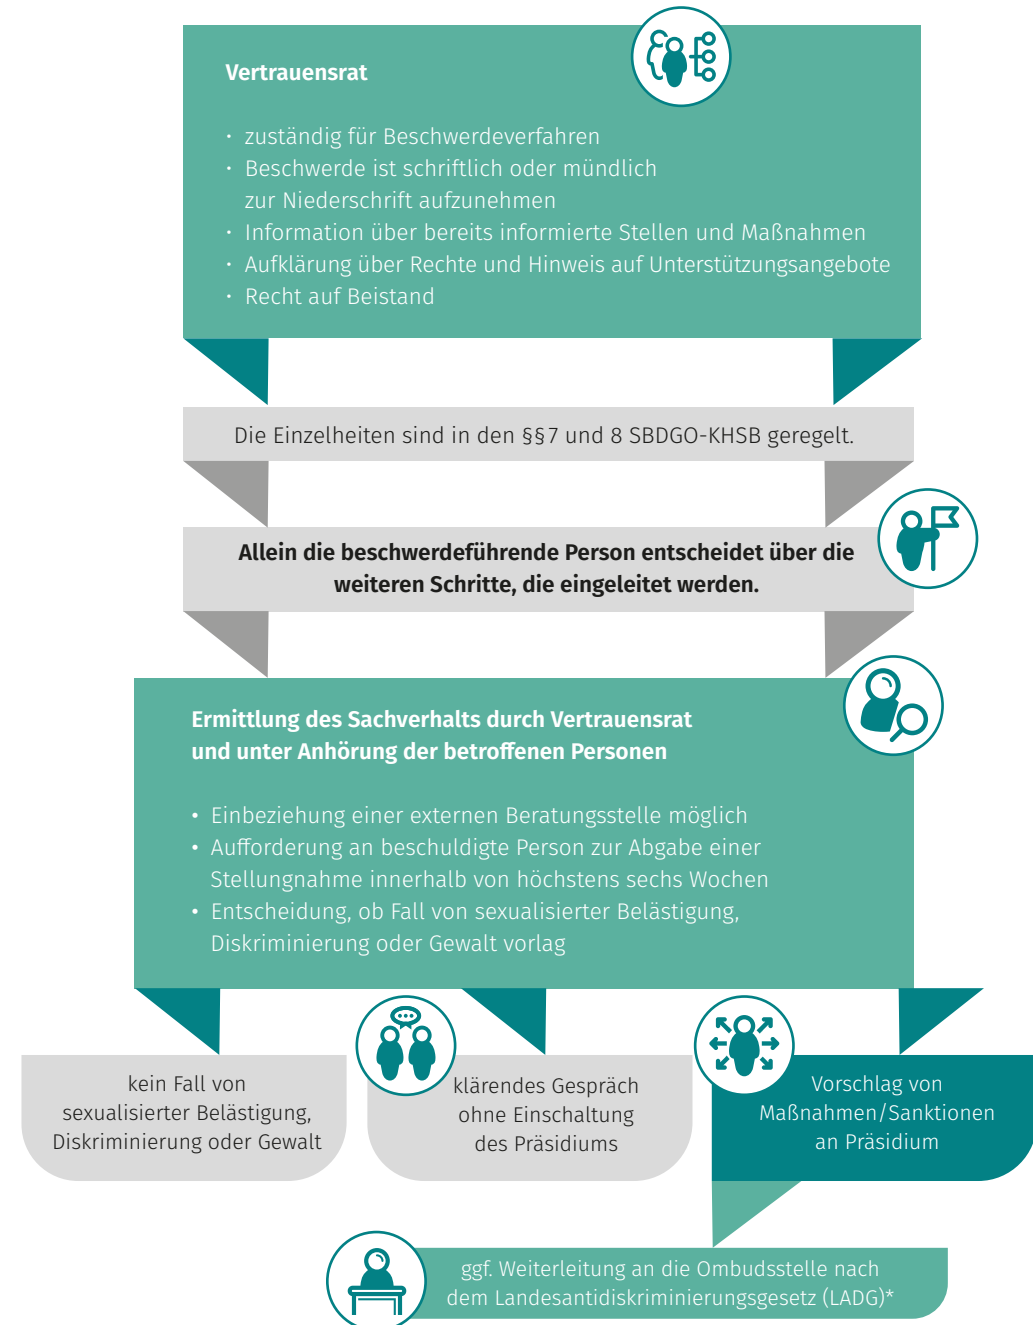 Vertrauensrat
· zuständig für Beschwerdeverfahren
· Beschwerde ist schriftlich oder mündlich
zur Niederschrift aufzunehmen
· Information über bereits informierte Stellen und Maßnahmen
· Aufklärung über Rechte und Hinweis auf Unterstützungsangebote
· Recht auf Beistand
Die Einzelheiten sind in den §§ 7 und 8 SBDGO-KHSB geregelt.
Allein die beschwerdeführende Person entscheidet über die
weiteren Schritte, die eingeleitet werden.
Ermittlung des Sachverhalts durch Vertrauensrat
und unter Anhörung der betroffenen Personen
• Einbeziehung einer externen Beratungsstelle möglich
• Aufforderung an beschuldigte Person zur Abgabe einer
Stellungnahme innerhalb von höchstens sechs Wochen
• Entscheidung, ob Fall von sexualisierter Belästigung,
Diskriminierung oder Gewalt vorlag
kein Fall von
sexualisierter Belästigung,
Diskriminierung oder Gewalt
klärendes Gespräch
ohne Einschaltung
des Präsidiums
Vorschlag von
Maßnahmen/Sanktionen
an Präsidium
ggf. Weiterleitung an die Ombudsstelle nach
dem Landesantidiskriminierungsgesetz (LADG)*